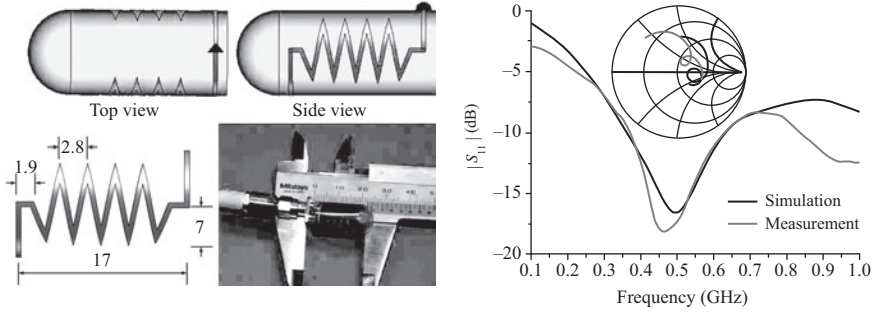 Top view
Side view
2.8
1.9
7
17
Mitutoyo
0
−5
−10
−15
−20
|S11| (dB)
Simulation
Measurement
0.1 0.2 0.3 0.4 0.5 0.6 0.7 0.8 0.9 1.0
Frequency (GHz)